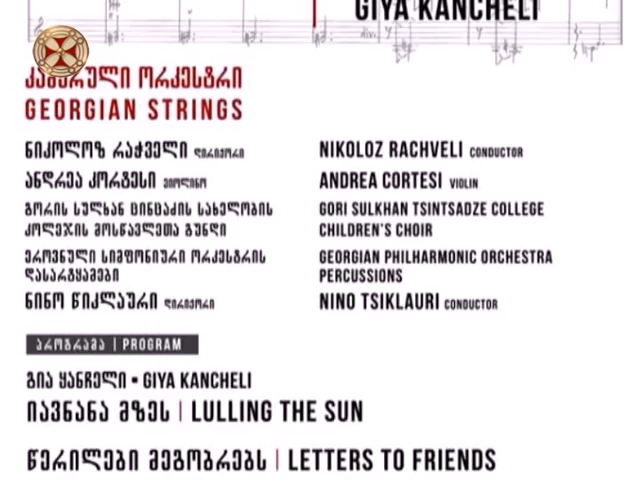 GIYA KANCHELI
კამერული ორკესტრი
GEORGIAN STRINGS
ნიკოლოზ რაჭველი დირიჟორი
NIKOLOZ RACHVELI CONDUCTOR
ანდრეა კორტესი ვიოლინო
ANDREA CORTESI VIOLIN
გორის სულხან ცინცაძის სახელობის
კოლეჯის მოსწავლეთა გუნდი
GORI SULKHAN TSINTSADZE COLLEGE
CHILDREN'S CHOIR
ეროვნული სიმფონიური ორკესტრის
დასარტყამები
GEORGIAN PHILHARMONIC ORCHESTRA
PERCUSSIONS
ნინო წიკლაური დირიჟორი
NINO TSIKLAURI CONDUCTOR
პროგრამა | PROGRAM
გია ყანჩელი - GIYA KANCHELI
იავნანა მზეს | LULLING THE SUN
წერილები მეგობრებს | LETTERS TO FRIENDS